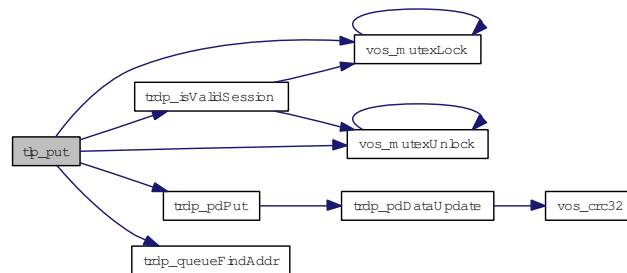 vos_mutexLock
trdp_isValidSession
tlp_put
vos_mutexUnlock
trdp_pdPut
trdp_pdDataUpdate
vos_crc32
trdp_queueFindAddr